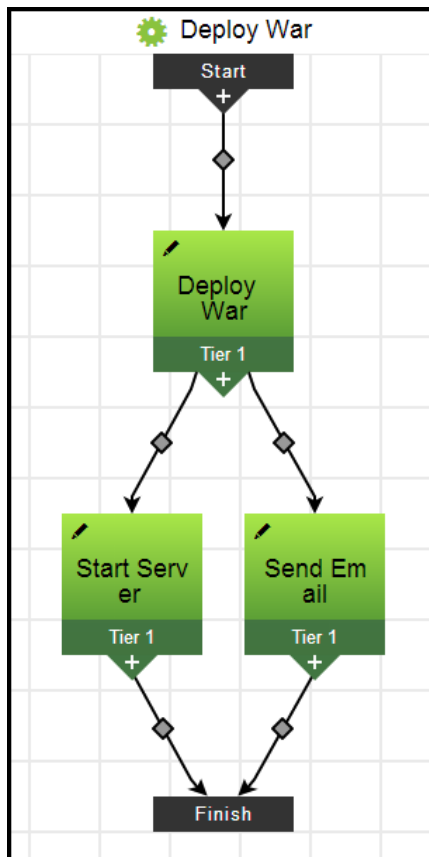 Deploy War
Start
Deploy
War
Tier 1
Start Serv
er
Tier 1
Send Em
ail
Tier 1
Finish